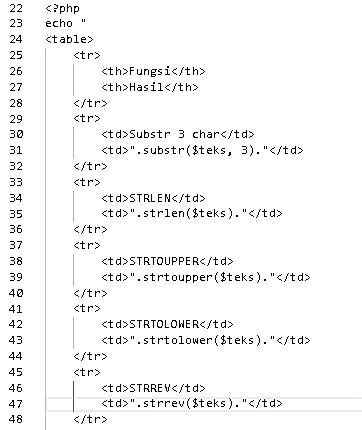 22 <?php
23 echo "
24 <table>
25 <tr>
26 <th>Fungsi</th>
27 <th>Hasil</th>
28 </tr>
29 <tr>
30 <td>Substr 3 char</td>
31 <td>".substr($teks, 3)."</td>
32 </tr>
33 <tr>
34 <td>STRLEN</td>
35 <td>".strlen($teks)."</td>
36 </tr>
37 <tr>
38 <td>STRTOUPPER</td>
39 <td>".strtoupper($teks)."</td>
40 </tr>
41 <tr>
42 <td>STRTOLOWER</td>
43 <td>".strtolower($teks)."</td>
44 </tr>
45 <tr>
46 <td>STRREV</td>
47 <td>".strrev($teks)."</td>
48 </tr>